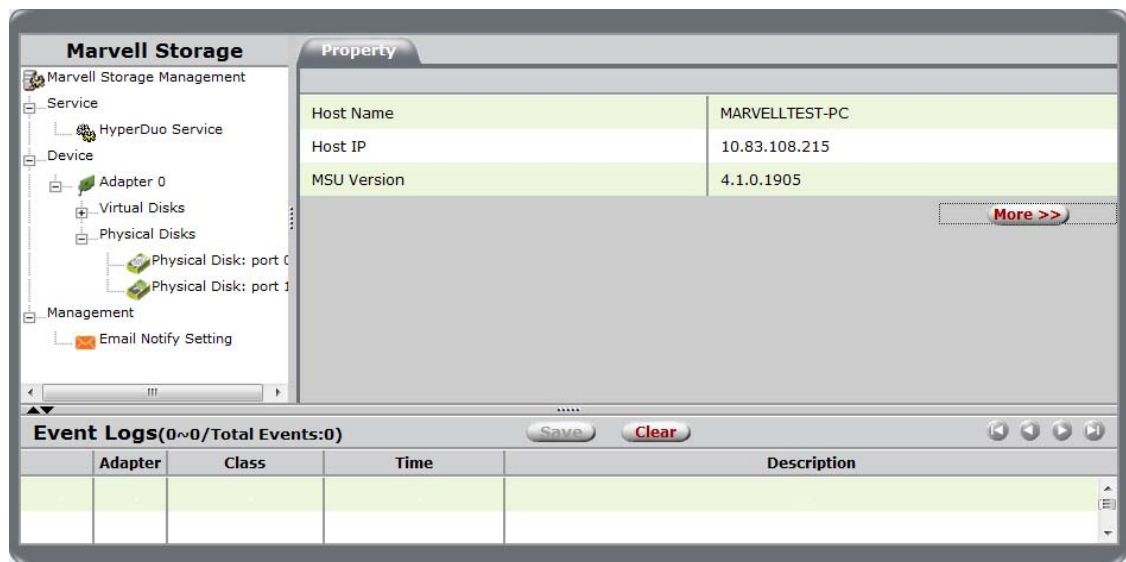 Marvell Storage
Property
Marvell Storage Management
Service
HyperDuo Service
Device
Adapter 0
Virtual Disks
Physical Disks
Physical Disk: port 0
Physical Disk: port 1
Management
Email Notify Setting
Host Name MARVELLTEST-PC
Host IP 10.83.108.215
MSU Version 4.1.0.1905
More >>
Event Logs(0~0/Total Events:0) Save Clear
Adapter Class Time Description